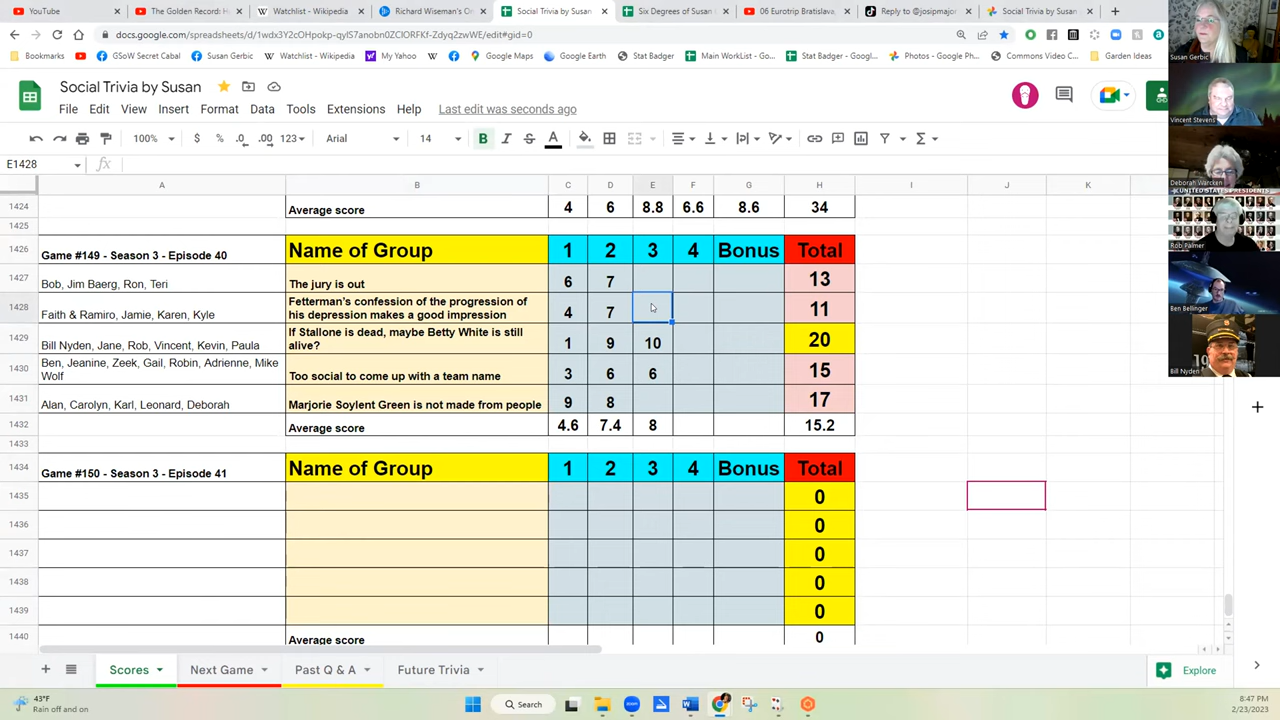 YouTube
The Golden Record: H
Watchlist - Wikipedia
Richard Wiseman's On
Social Trivia by Susan
Six Degrees of Susan
06 Eurotrip Bratislava,
Reply to @josipmajor
Social Trivia by Susan |
Bookmarks
GSoW Secret Cabal
Susan Gerbic
Watchlist - Wikipedia
My Yahoo
Google Maps
Google Earth
Stat Badger
Main WorkList - Go...
Stat Badger - Go...
Photos - Google Ph...
Commons Video C...
Garden Ideas
Social Trivia by Susan
File Edit View Insert Format Data Tools Extensions Help Last edit was seconds ago
100% $ % .0 .00 123 Arial 14 B I S A
E1428
A B C D E F G H J K
1424 Average score 4 6 8.8 6.6 8.6 34
1425
1426 Game #149 - Season 3 - Episode 40 Name of Group 1 2 3 4 Bonus Total
1427 Bob, Jim Baerg, Ron, Teri The jury is out 6 7 13
1428 Faith & Ramiro, Jamie, Karen, Kyle Fetterman's confession of the progression of
his depression makes a good impression 4 7 11
1429 Bill Nyden, Jane, Rob, Vincent, Kevin, Paula If Stallone is dead, maybe Betty White is still
alive? 1 9 10 20
1430 Ben, Jeanine, Zeek, Gail, Robin, Adrienne, Mike
Wolf Too social to come up with a team name 3 6 6 15
1431 Alan, Carolyn, Karl, Leonard, Deborah Marjorie Soylent Green is not made from people 9 8 17
1432 Average score 4.6 7.4 8 15.2
1433
1434 Game #150 - Season 3 - Episode 41 Name of Group 1 2 3 4 Bonus Total
1435 0
1436 0
1437 0
1438 0
1439 0
1440 Average score 0
Scores
Next Game
Past Q & A
Future Trivia
Explore
43°F
Rain off and on
Search
8:47 PM
2/23/2023
Susan Gerbic
Vincent Stevens
Deborah Warcken
UNITED STATES PRESIDENTS
Rob Palmer
Ben Bellinger
Bill Nyden